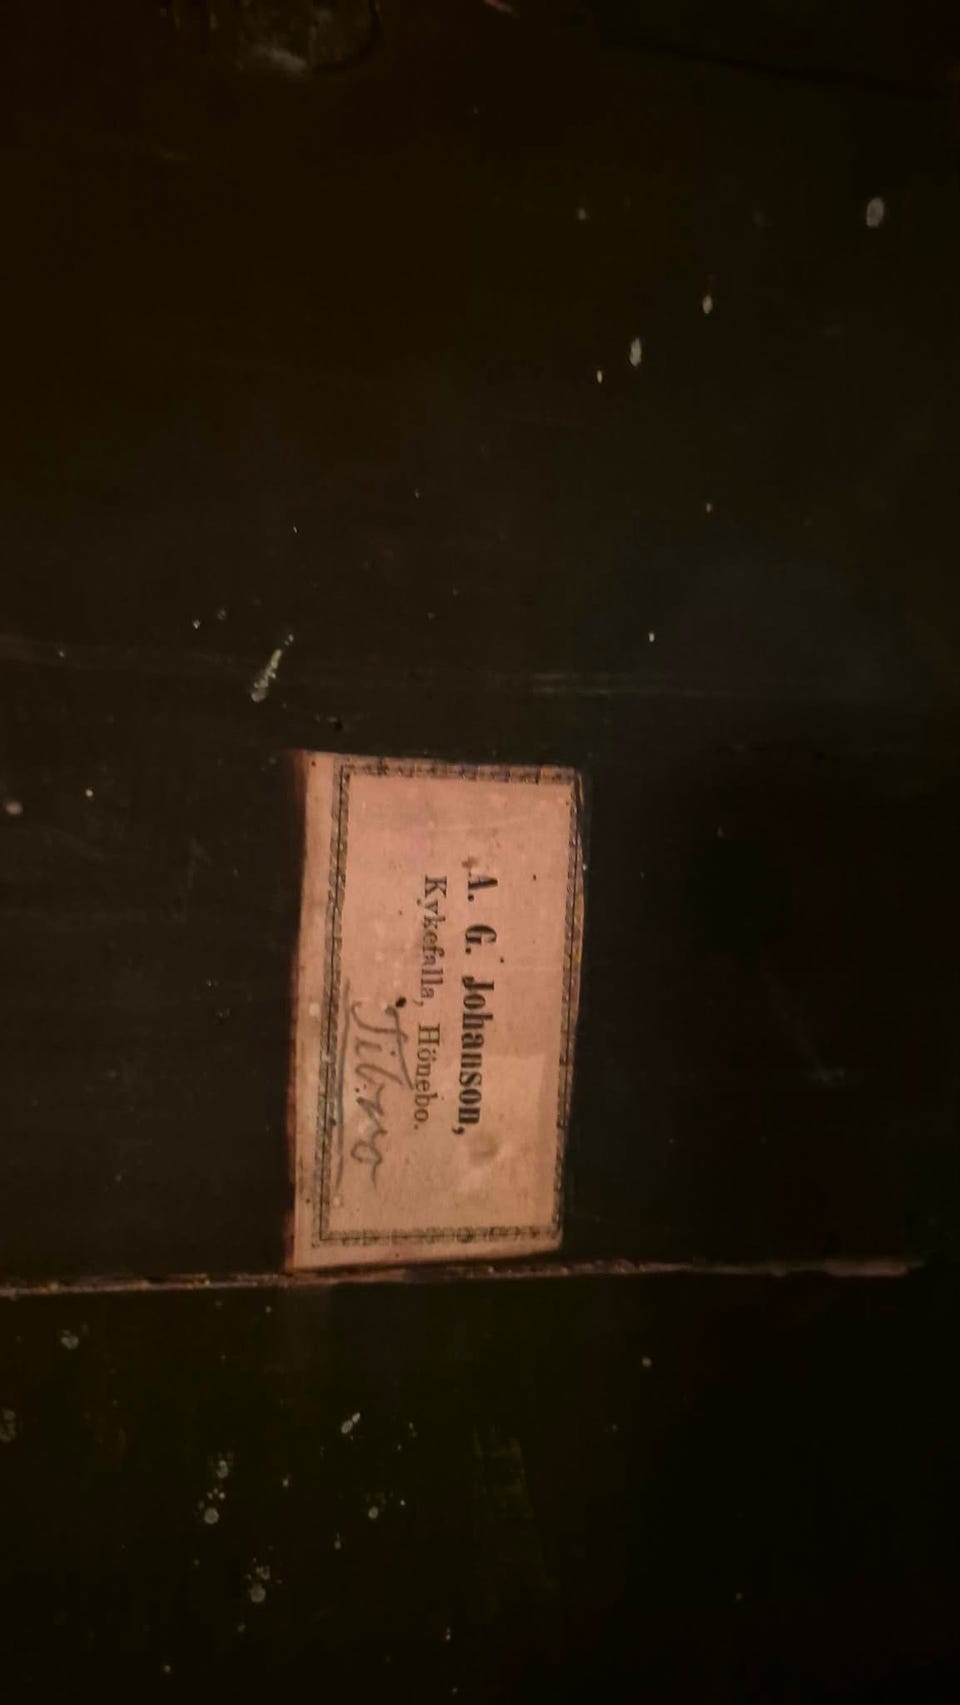 A. G. Johanson,
Kykefalla, Hönebo.
Tibro